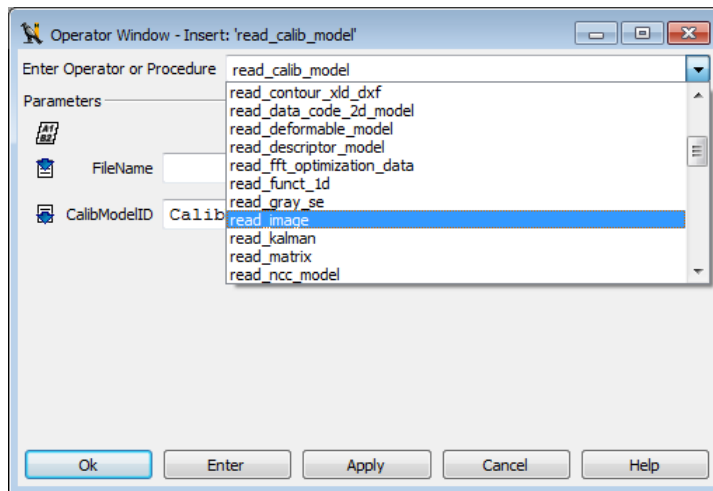 Operator Window - Insert: 'read_calib_model'
Enter Operator or Procedure read_calib_model
read_contour_xld_dxf
Parameters
read_data_code_2d_model
read_deformable_model
read_descriptor_model
FileName
read_fft_optimization_data
read_funct_1d
read_gray_se
CalibModelID Calib
read_image
read_kalman
read_matrix
read_ncc_model
Ok Enter Apply Cancel Help